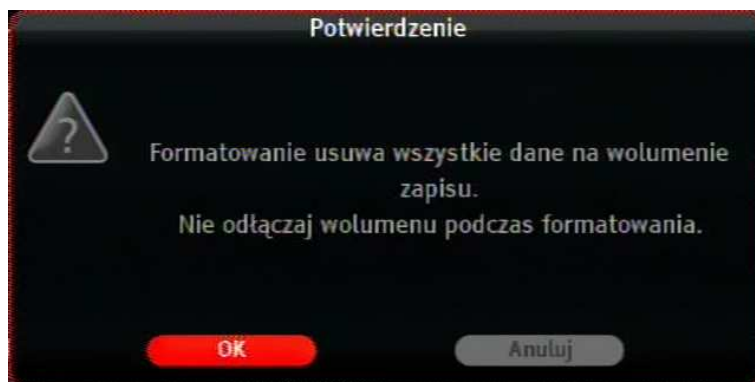 Potwierdzenie
?
Formatowanie usuwa wszystkie dane na wolumenie
zapisu.
Nie odłączaj wolumenu podczas formatowania.
OK
Anuluj